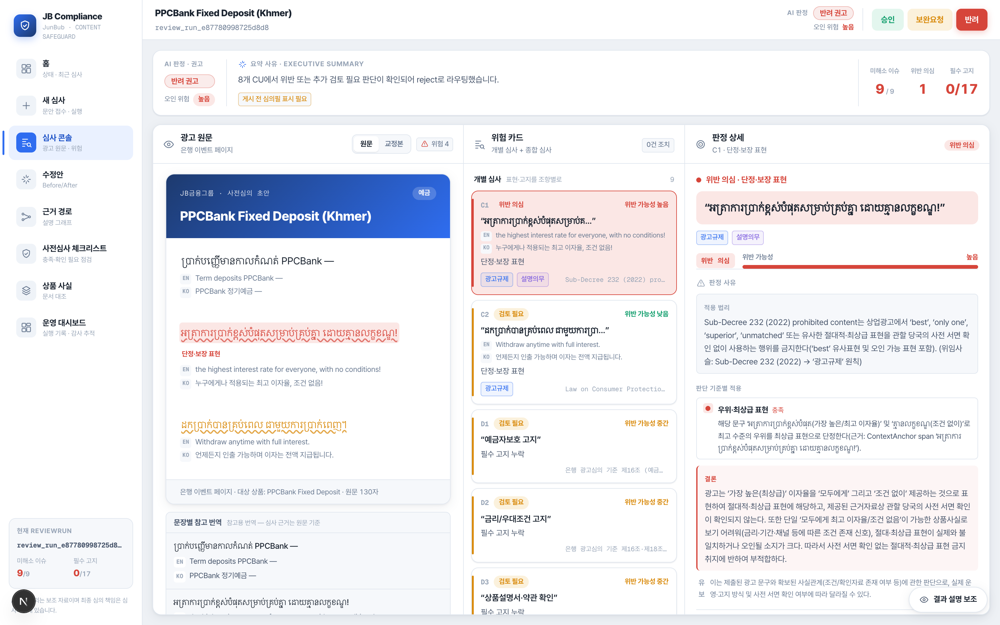 JB Compliance
JunBub · CONTENT
SAFEGUARD
홈
상태 · 최근 심사
새 심사
문안 접수 · 실행
심사 콘솔
광고 원문 · 위험
수정안
Before/After
근거 경로
설명 그래프
사전심사 체크리스트
충족·확인 필요 점검
상품 사실
문서 대조
운영 대시보드
실행 기록 · 감사 추적
현재 REVIEWRUN
review_run_e87780998725d8…
미해소 이슈
필수 고지
9/9
0/17
위는 보조 자료이며 최종 심의 책임은 심
있습니다.
N
PPCBank Fixed Deposit (Khmer)
review_run_e87780998725d8d8
AI 판정 반려 권고
오인 위험 높음
승인
보완요청
반려
AI 판정 · 권고
반려 권고
오인 위험 높음
요약 사유 · EXECUTIVE SUMMARY
8개 CU에서 위반 또는 추가 검토 필요 판단이 확인되어 reject로 라우팅했습니다.
게시 전 심의필 표시 필요
미해소 이슈
위반 의심
필수 고지
9 / 9
1
0/17
광고 원문
은행 이벤트 페이지
원문
교정본
위험 4
JB금융그룹 · 사전심의 초안
예금
PPCBank Fixed Deposit (Khmer)
ប្រាក់បញ្ញើមានកាលកំណត់ PPCBank —
EN Term deposits PPCBank —
KO PPCBank 정기예금 —
អត្រាការប្រាក់ខ្ពស់បំផុតសម្រាប់គ្រប់គ្នា ដោយគ្មានលក្ខខណ្ឌ!
단정·보장 표현
EN the highest interest rate for everyone, with no conditions!
KO 누구에게나 적용되는 최고 이자율, 조건 없음!
ដកប្រាក់បានគ្រប់ពេល ជាមួយការប្រាក់ពេញ។
EN Withdraw anytime with full interest.
KO 언제든지 인출 가능하며 이자는 전액 지급됩니다.
은행 이벤트 페이지 · 대상 상품: PPCBank Fixed Deposit · 원문 130자
문장별 참고 번역 참고용 번역 — 심사 근거는 원문 기준
ប្រាក់បញ្ញើមានកាលកំណត់ PPCBank —
EN Term deposits PPCBank —
KO PPCBank 정기예금 —
អត្រាការប្រាក់ខ្ពស់បំផុតសម្រាប់គ្រប់គ្នា ដោយគ្មានលក្ខខណ្ឌ!
위험 카드
개별 심사 + 종합 심사
0건 조치
개별 심사 표현·고지를 조항별로 9
C1 위반 의심 위반 가능성 높음
“អត្រាការប្រាក់ខ្ពស់បំផុតសម្រាប់គ…”
EN the highest interest rate for everyone, with no conditions!
KO 누구에게나 적용되는 최고 이자율, 조건 없음!
단정·보장 표현
광고규제 설명의무 Sub-Decree 232 (2022) pro…
C2 검토 필요 위반 가능성 낮음
“ដកប្រាក់បានគ្រប់ពេល ជាមួយការប្រា…”
EN Withdraw anytime with full interest.
KO 언제든지 인출 가능하며 이자는 전액 지급됩니다.
단정·보장 표현
광고규제 Law on Consumer Protectio…
D1 검토 필요 위반 가능성 중간
“예금자보호 고지”
필수 고지 누락
은행 광고심의 기준 제16조 (예금…
D2 검토 필요 위반 가능성 중간
“금리/우대조건 고지”
필수 고지 누락
은행 광고심의 기준 제16조·제18조…
D3 검토 필요 위반 가능성 중간
“상품설명서·약관 확인”
필수 고지 누락
판정 상세
C1 · 단정·보장 표현
위반 의심
위반 의심 · 단정·보장 표현
“អត្រាការប្រាក់ខ្ពស់បំផុតសម្រាប់គ្រប់គ្នា ដោយគ្មានលក្ខខណ្ឌ!”
광고규제 설명의무
위반 의심 위반 가능성 높음
판정 사유
적용 법리
Sub-Decree 232 (2022) prohibited content는 상업광고에서 ‘best’, ‘only one’,
‘superior’, ‘unmatched’ 또는 유사한 절대적·최상급 표현을 관할 당국의 사전 서면 확
인 없이 사용하는 행위를 금지한다(‘best’ 유사표현 및 오인 가능 표현 포함). (위임사
슬: Sub-Decree 232 (2022) → ‘광고규제’ 원칙)
판단 기준별 적용
우위·최상급 표현 충족
해당 문구 ‘អត្រាការប្រាក់ខ្ពស់បំផុត(가장 높은/최고 이자율)’ 및 ‘គ្មានលក្ខខណ្ឌ(조건 없이)’로
최고 수준의 우위를 최상급 표현으로 단정한다(근거: ContextAnchor span ‘អត្រាការ
ប្រាក់ខ្ពស់បំផុតសម្រាប់គ្រប់គ្នា ដោយគ្មានលក្ខខណ្ឌ!’).
결론
광고는 ‘가장 높은(최상급)’ 이자율을 ‘모두에게’ 그리고 ‘조건 없이’ 제공하는 것으로 표
현하여 절대적·최상급 표현에 해당하고, 제공된 근거자료상 관할 당국의 사전 서면 확인
이 확인되지 않는다. 또한 단일 ‘모두에게 최고 이자율/조건 없음’이 가능한 상품사실로
보기 어려워(금리·기간·채널 등에 따른 조건 존재 신호), 절대·최상급 표현이 실제와 불
일치하거나 오인될 소지가 크다. 따라서 사전 서면 확인 없는 절대적·최상급 표현 금지
취지에 반하여 부적합하다.
유보 이는 제출된 광고 문구와 확보된 사실관계(조건/확인자료 존재 여부 등)에 관한 판단으로, 실제 운
영·고지 방식 및 사전 서면 확인 여부에 따라 달라질 수 있다.
결과 설명 보조